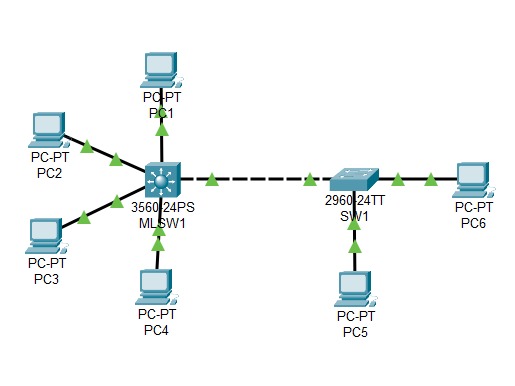 PC-PT
PC1
PC-PT
PC2
3560-24PS
MLSW1
2960-24TT
SW1
PC-PT
PC6
PC-PT
PC3
PC-PT
PC4
PC-PT
PC5